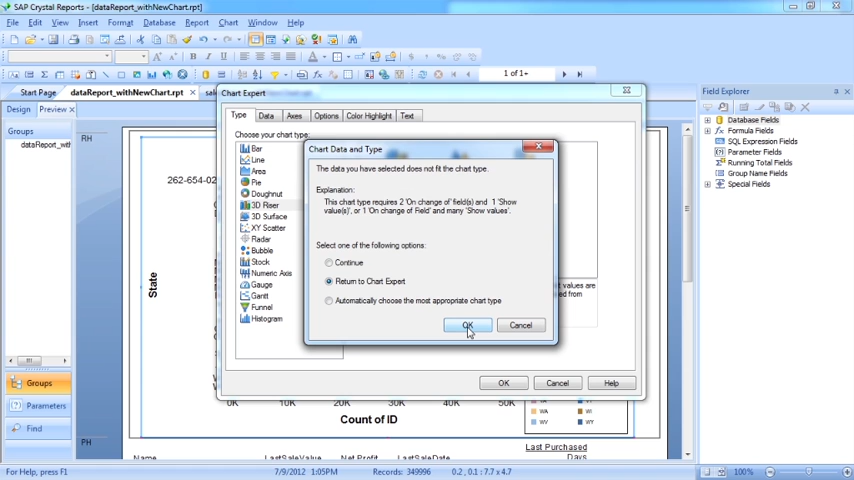 SAP Crystal Reports - [dataReport_withNewChart.rpt]
File Edit View Insert Format Database Report Chart Window Help
1 of 1+
Start Page dataReport_withNewChart.rpt × sale
Design Preview ×
Groups
dataReport_with
RH
262-654-02
State
0K 10K 20K 30K 40K 50K
Count of ID
WA VT
WA WI
WV WY
PH
Name LastSaleValue Net Profit LastSaleDate Last Purchased
Days
Groups
Parameters
Find
Chart Expert
Type Data Axes Options Color Highlight Text
Choose your chart type:
Bar
Line
Area
Pie
Doughnut
3D Riser
3D Surface
XY Scatter
Radar
Bubble
Stock
Numeric Axis
Gauge
Gantt
Funnel
Histogram
t values are
ed from
OK Cancel Help
Chart Data and Type
The data you have selected does not fit the chart type.
Explanation:
This chart type requires 2 'On change of' field(s) and 1 'Show
value(s)', or 1 'On change of Field' and many 'Show values'.
Select one of the following options:
Continue
Return to Chart Expert
Automatically choose the most appropriate chart type
OK Cancel
Field Explorer
Database Fields
Formula Fields
SQL Expression Fields
Parameter Fields
Running Total Fields
Group Name Fields
Special Fields
For Help, press F1 7/9/2012 1:05PM Records: 349996 0.2 , 0.1 : 7.7 x 4.7 100%